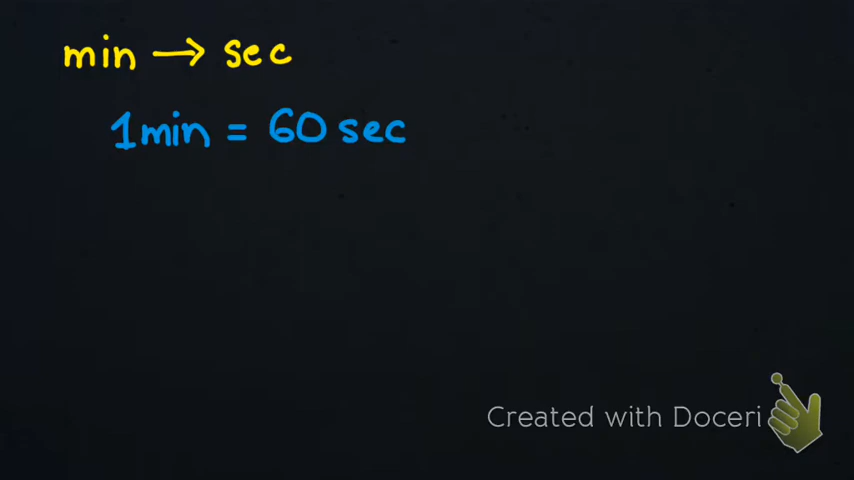 min → sec
1min = 60 sec
Created with Doceri